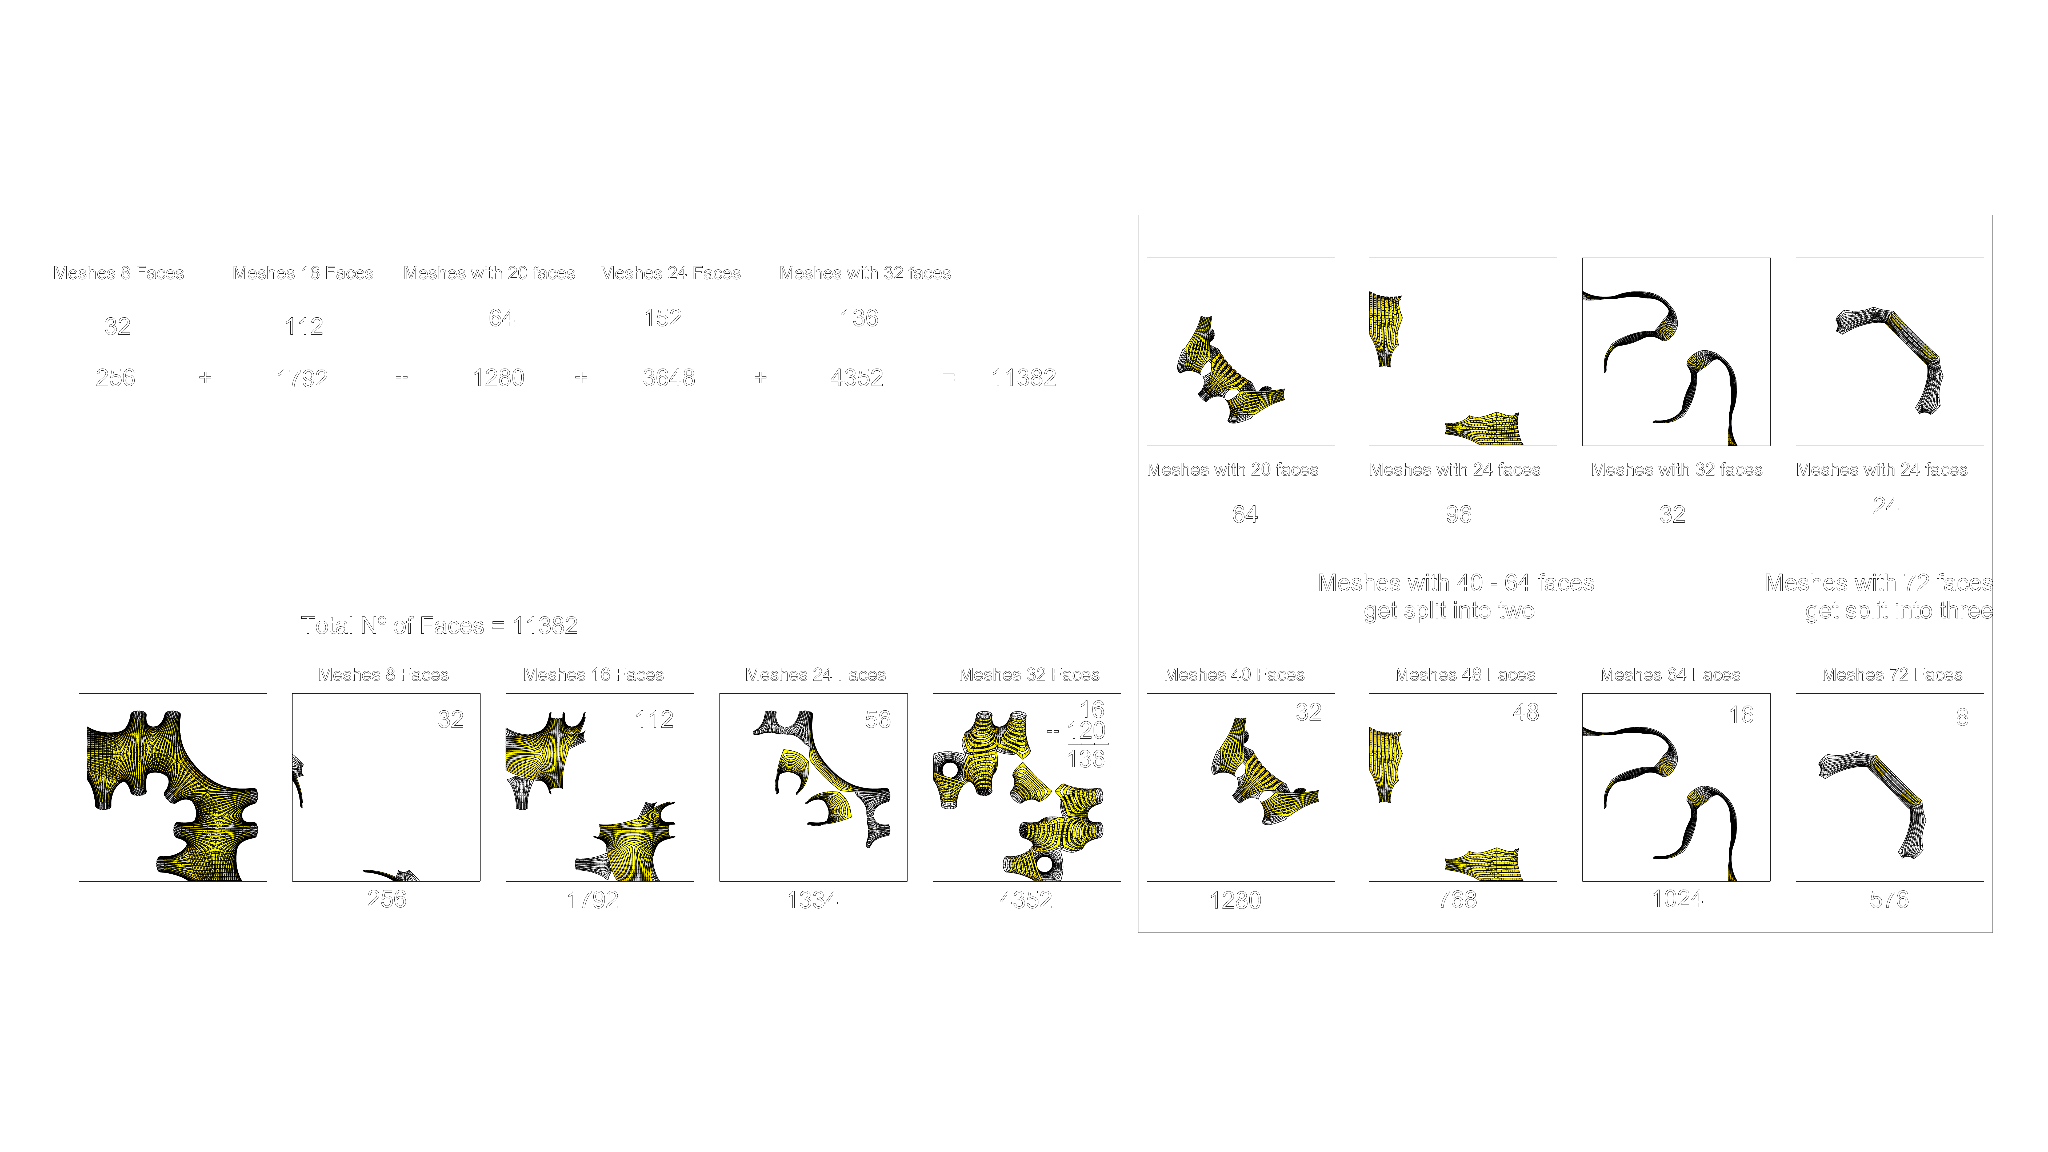 Meshes 8 Faces
Meshes 16 Faces
Meshes with 20 faces
Meshes 24 Faces
Meshes with 32 faces
32
112
64
152
136
256 + 1792 + 1280 + 3648 + 4352 = 11382
Meshes with 20 faces
Meshes with 24 faces
Meshes with 32 faces
Meshes with 24 faces
64
96
32
24
Meshes with 40 - 64 faces
get split into two
Meshes with 72 faces
get split into three
Total Nº of Faces = 11382
Meshes 8 Faces
Meshes 16 Faces
Meshes 24 Faces
Meshes 32 Faces
Meshes 40 Faces
Meshes 48 Faces
Meshes 64 Faces
Meshes 72 Faces
32
112
56
16
+ 120
136
32
48
16
8
256
1792
1334
4352
1280
768
1024
576